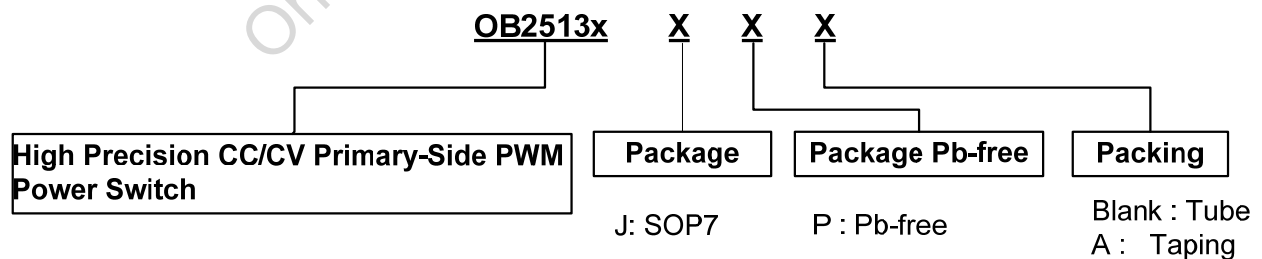 OB2513x X X X
High Precision CC/CV Primary-Side PWM
Power Switch
Package
Package Pb-free
Packing
J: SOP7
P : Pb-free
Blank : Tube
A : Taping